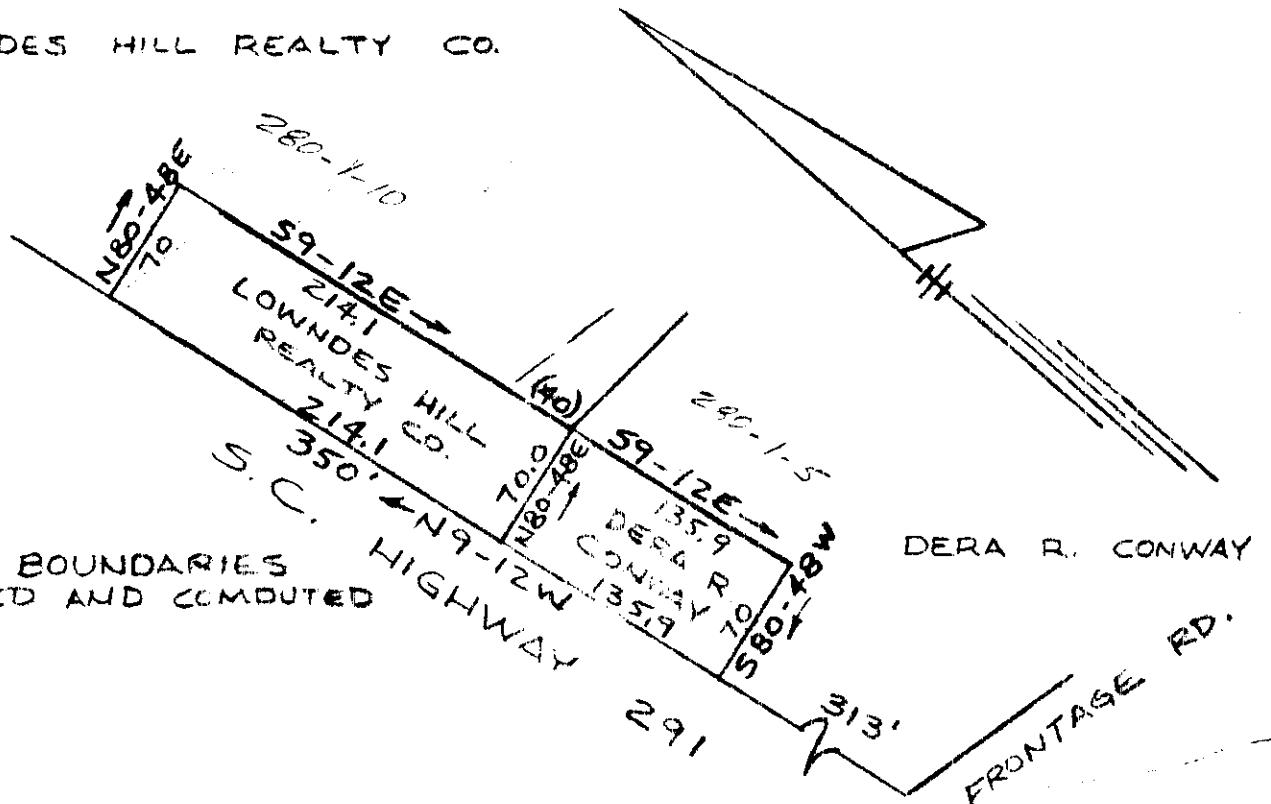 DES HILL REALTY CO.
280-1-10
N80-48E
70
S9-12E
214.1
LOWNDES HILL
REALTY CO.
214.1
350'
N9-12W
S. C. HIGHWAY 291
(40)
70.0
N80-48E
280-1-5
S9-12E
135.9
DERA R
CONWAY
135.9
70
S80-48W
DERA R. CONWAY
BOUNDARIES
ED AND COMPUTED
313'
FRONTAGE RD.